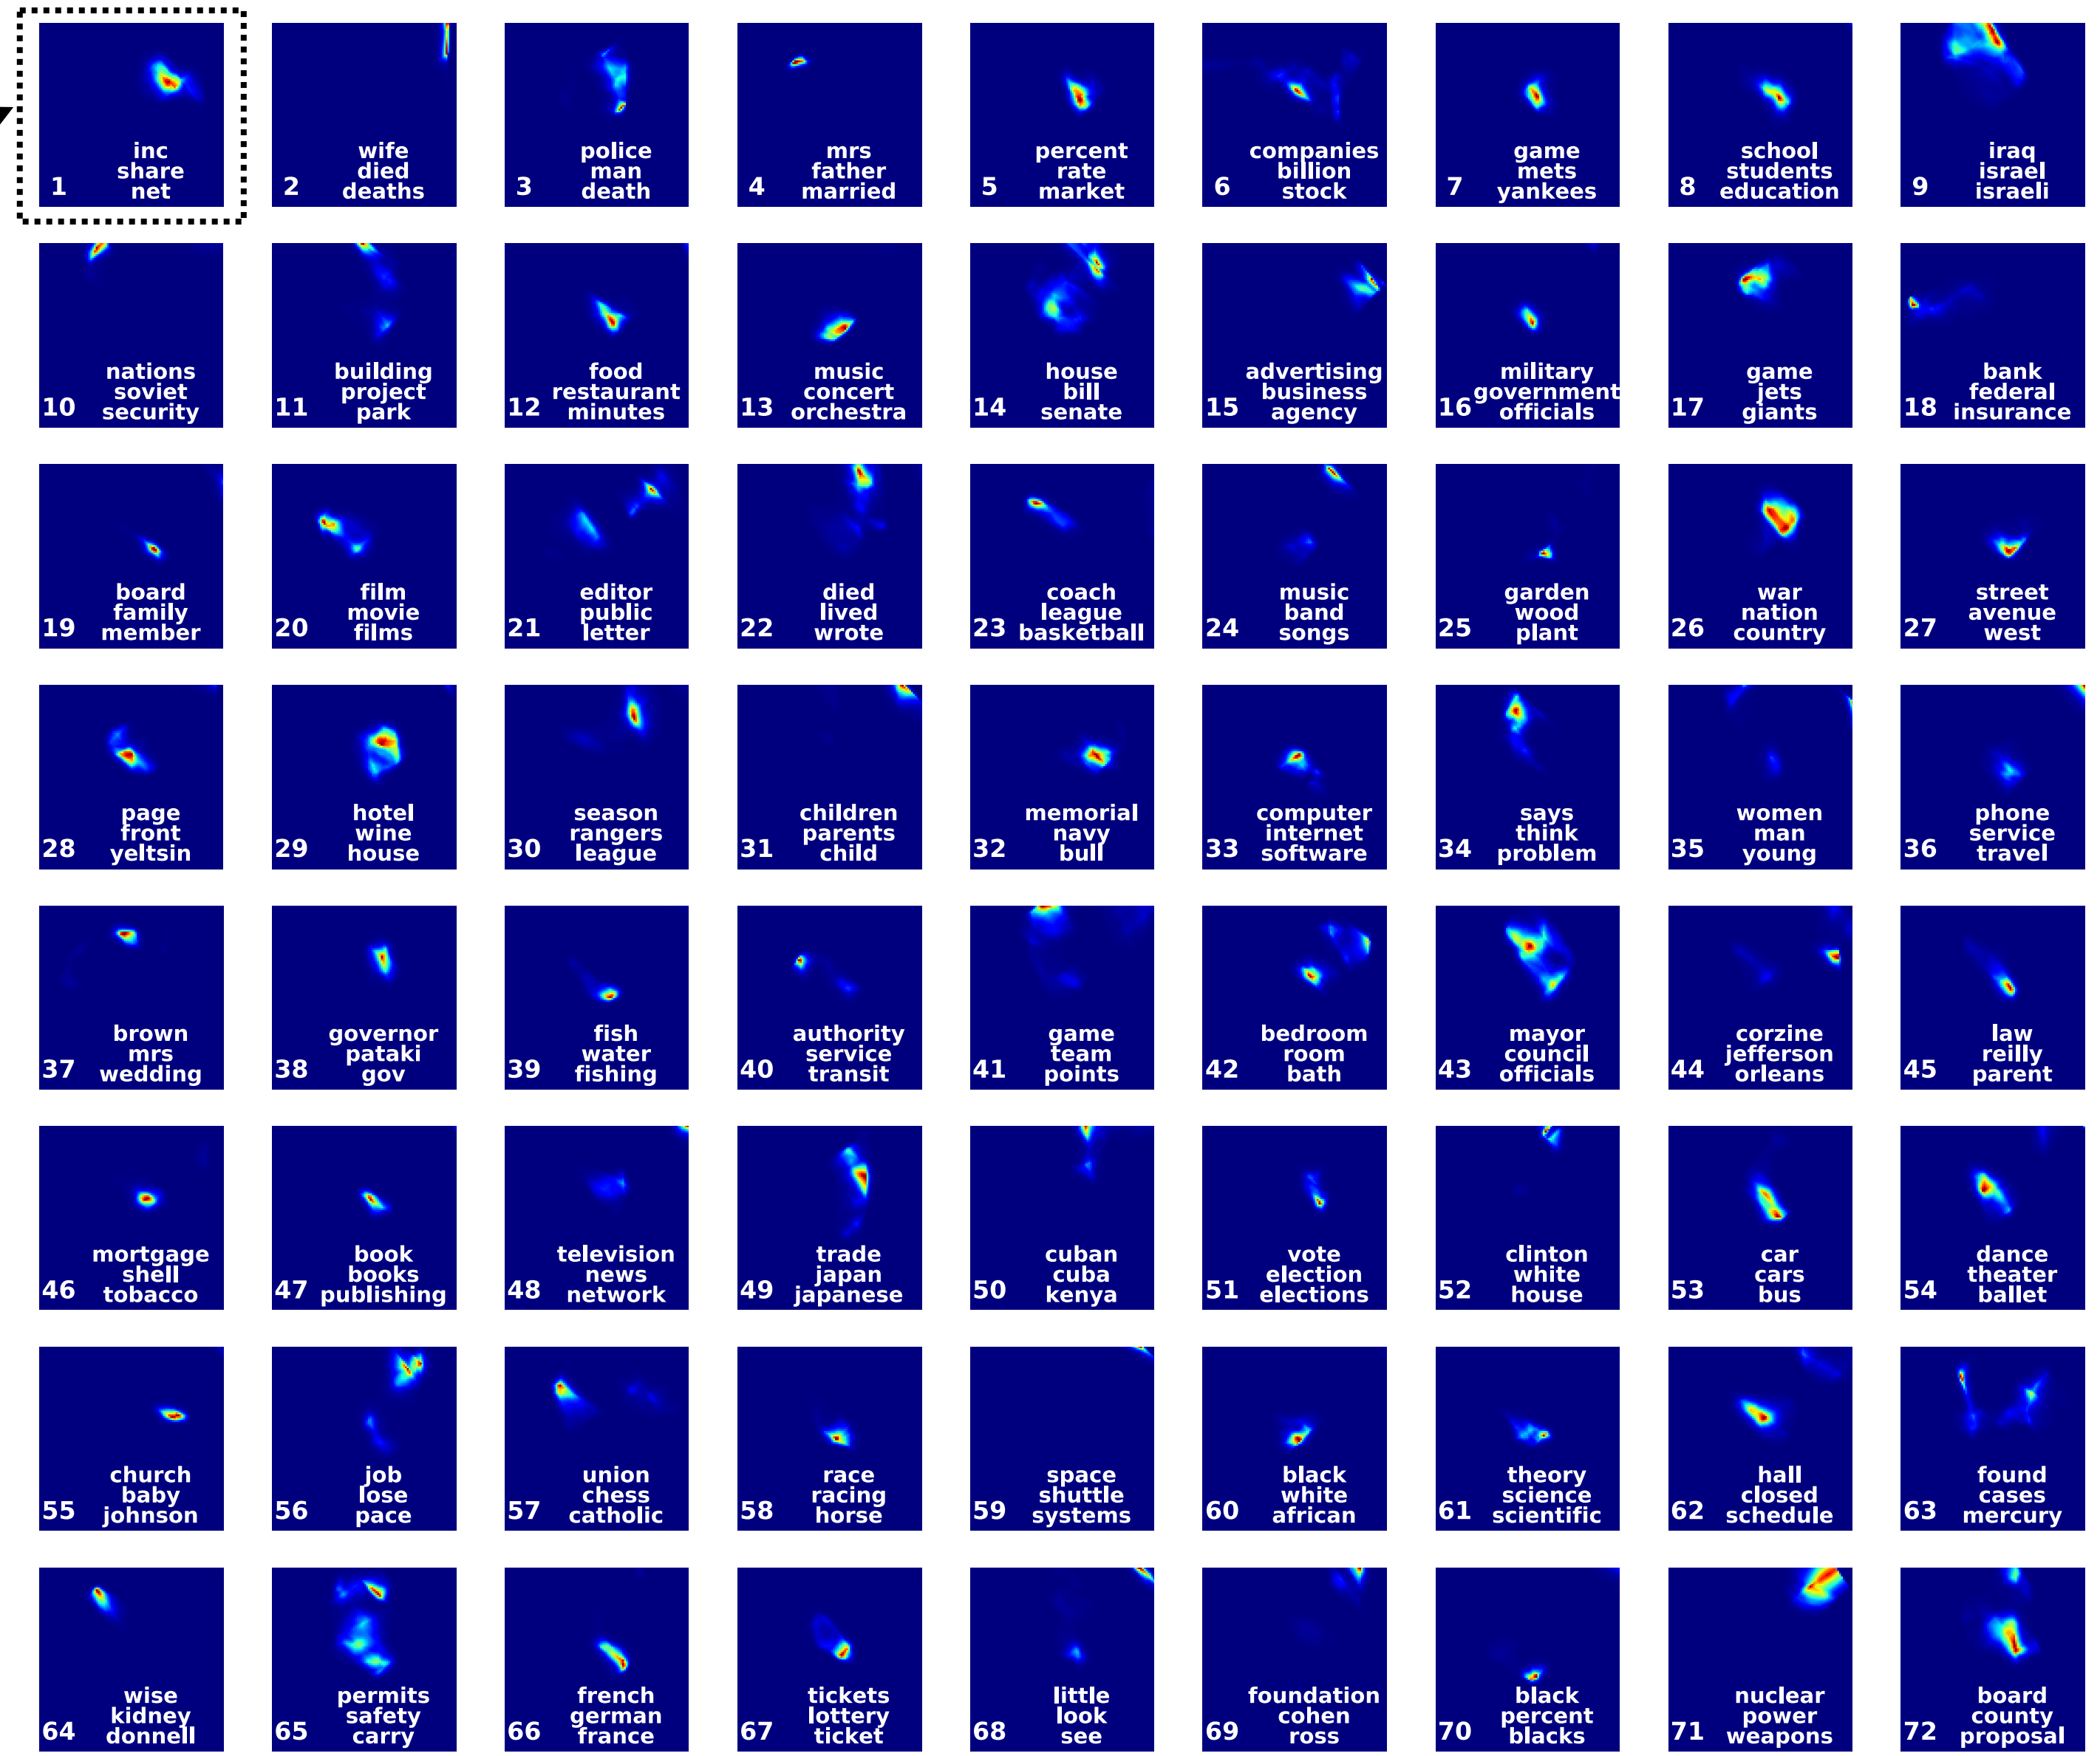 inc
share
1 net
wife
died
2 deaths
police
man
3 death
mrs
father
4 married
percent
rate
5 market
companies
billion
6 stock
game
mets
7 yankees
school
students
8 education
iraq
israel
9 israeli
nations
soviet
10 security
building
project
11 park
food
restaurant
12 minutes
music
concert
13 orchestra
house
bill
14 senate
advertising
business
15 agency
military
government
16 officials
game
jets
17 giants
bank
federal
18 insurance
board
family
19 member
film
movie
20 films
editor
public
21 letter
died
lived
22 wrote
coach
league
23 basketball
music
band
24 songs
garden
wood
25 plant
war
nation
26 country
street
avenue
27 west
page
front
28 yeltsin
hotel
wine
29 house
season
rangers
30 league
children
parents
31 child
memorial
navy
32 bull
computer
internet
33 software
says
think
34 problem
women
man
35 young
phone
service
36 travel
brown
mrs
37 wedding
governor
pataki
38 gov
fish
water
39 fishing
authority
service
40 transit
game
team
41 points
bedroom
room
42 bath
mayor
council
43 officials
corzine
jefferson
44 orleans
law
reilly
45 parent
mortgage
shell
46 tobacco
book
books
47 publishing
television
news
48 network
trade
japan
49 japanese
cuban
cuba
50 kenya
vote
election
51 elections
clinton
white
52 house
car
cars
53 bus
dance
theater
54 ballet
church
baby
55 johnson
job
lose
56 pace
union
chess
57 catholic
race
racing
58 horse
space
shuttle
59 systems
black
white
60 african
theory
science
61 scientific
hall
closed
62 schedule
found
cases
63 mercury
wise
kidney
64 donnell
permits
safety
65 carry
french
german
66 france
tickets
lottery
67 ticket
little
look
68 see
foundation
cohen
69 ross
black
percent
70 blacks
nuclear
power
71 weapons
board
county
72 proposal